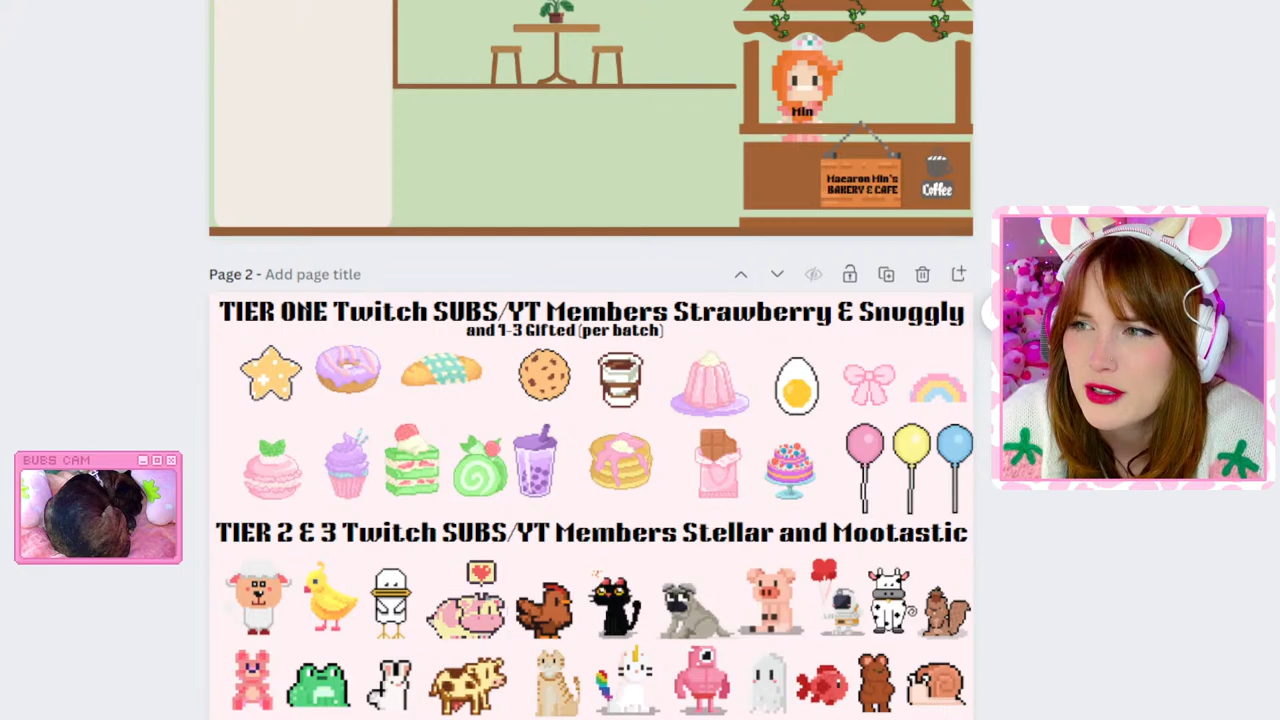 Min
Macaron Min's
BAKERY & CAFE
Coffee
Page 2 - Add page title
TIER ONE Twitch SUBS/YT Members Strawberry & Snuggly
and 1-3 Gifted (per batch)
BUBS CAM
TIER 2 & 3 Twitch SUBS/YT Members Stellar and Mootastic